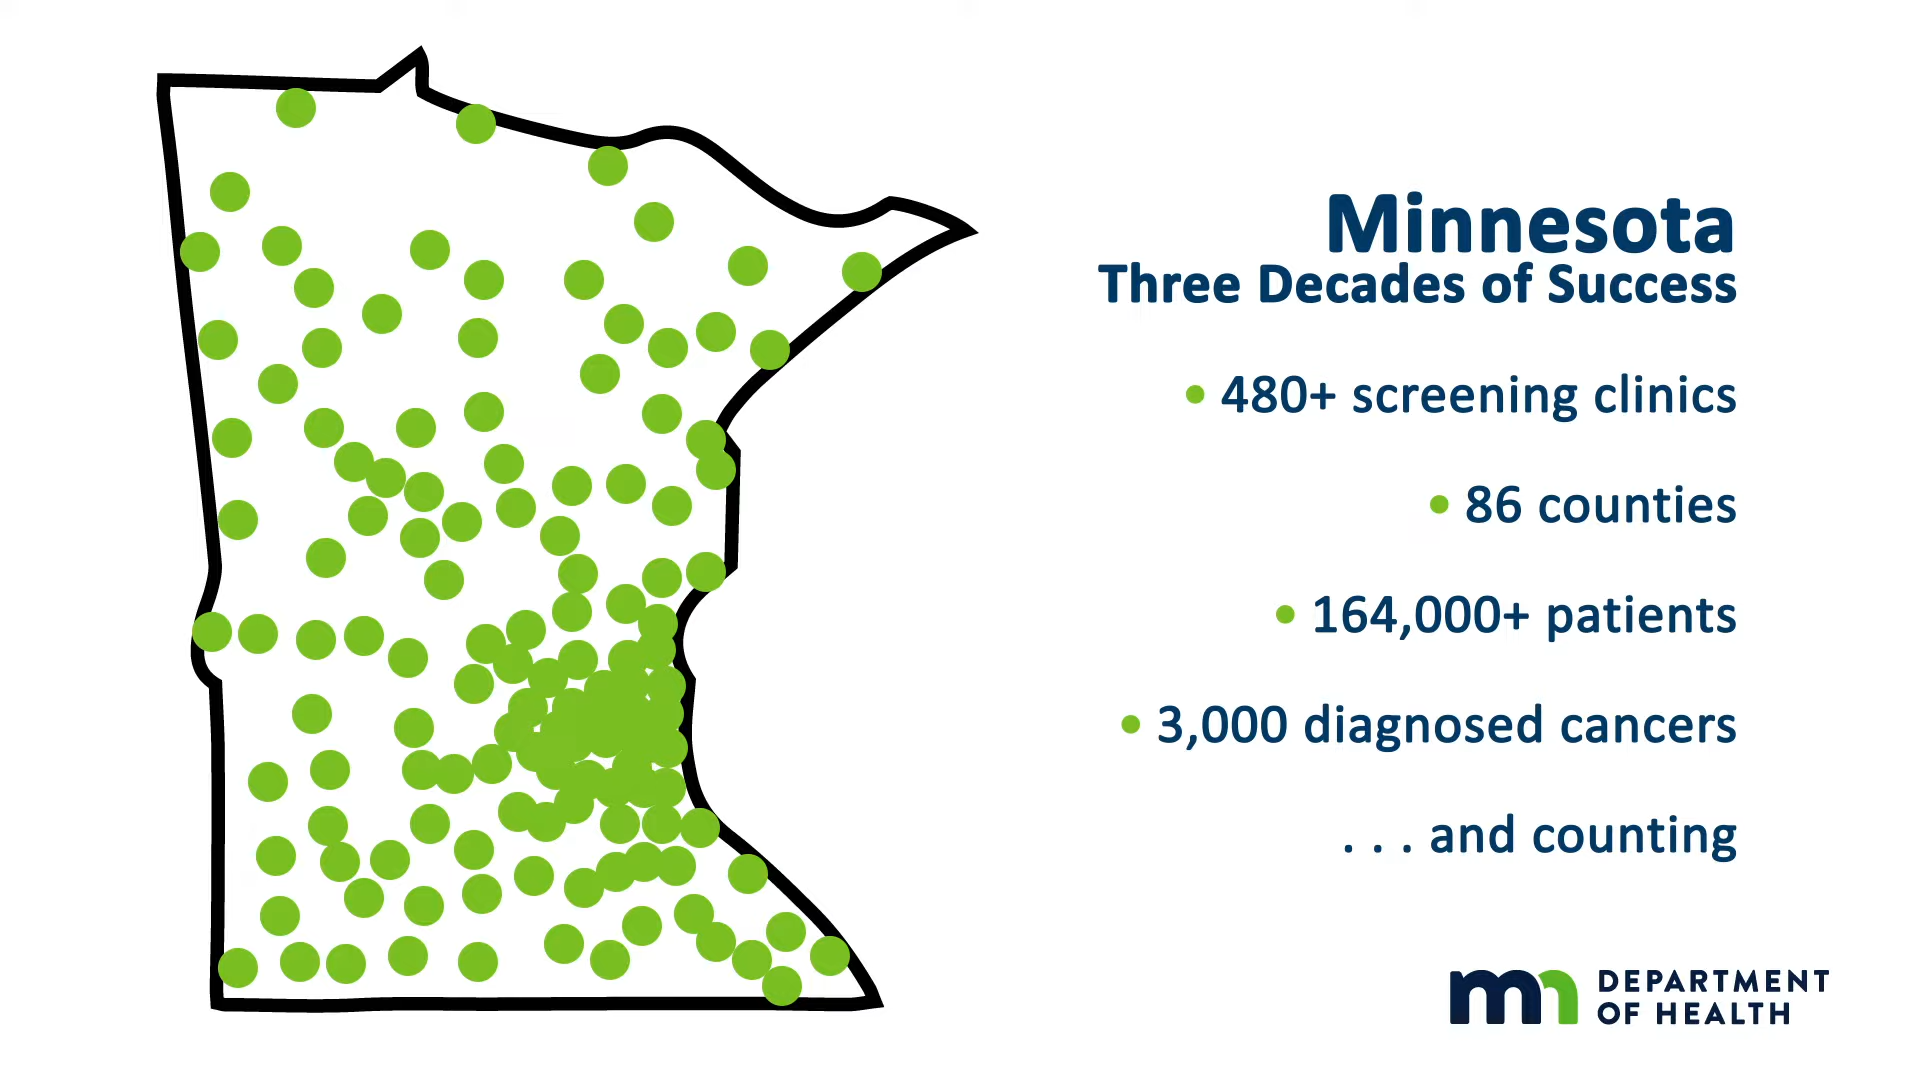 Minnesota
Three Decades of Success
• 480+ screening clinics
• 86 counties
• 164,000+ patients
• 3,000 diagnosed cancers
. . . and counting
mn DEPARTMENT
OF HEALTH